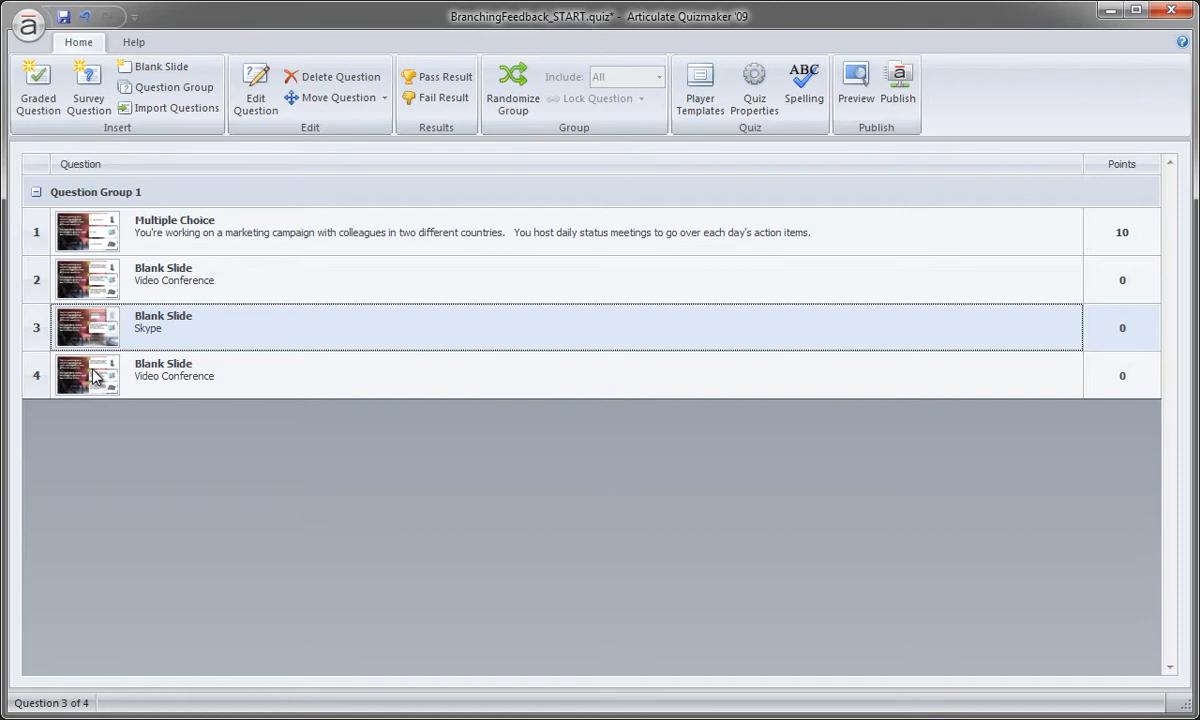 BranchingFeedback_START.quiz* - Articulate Quizmaker '09
Home
Help
Graded Question
Survey Question
Blank Slide
Question Group
Import Questions
Insert
Edit Question
Delete Question
Move Question
Edit
Pass Result
Fail Result
Results
Randomize Group
Include: All
Lock Question
Group
Player Templates
Quiz Properties
ABC
Spelling
Quiz
Preview
Publish
Publish
Question
Points
Question Group 1
1
Multiple Choice
You're working on a marketing campaign with colleagues in two different countries. You host daily status meetings to go over each day's action items.
10
2
Blank Slide
Video Conference
0
3
Blank Slide
Skype
0
4
Blank Slide
Video Conference
0
Question 3 of 4